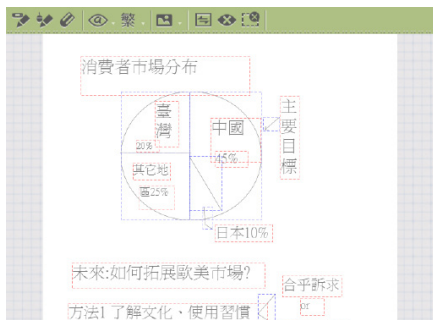 繁
消費者市場分布
臺灣
20%
中國
45%
主要目標
其它地
區25%
日本10%
未來:如何拓展歐美市場?
合乎訴求
or
方法1 了解文化、使用習慣